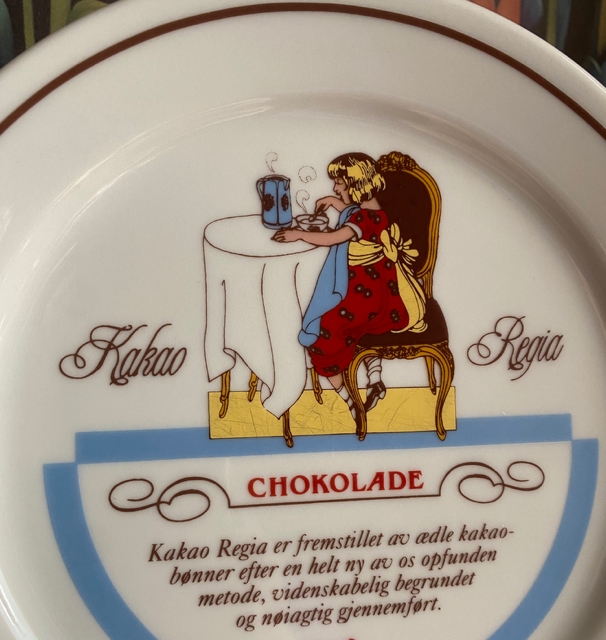 Kakao Regia
CHOKOLADE
Kakao Regia er fremstillet av ædle kakao-
bønner efter en helt ny av os opfunden
metode, videnskabelig begrundet
og nøiagtig gjennemført.